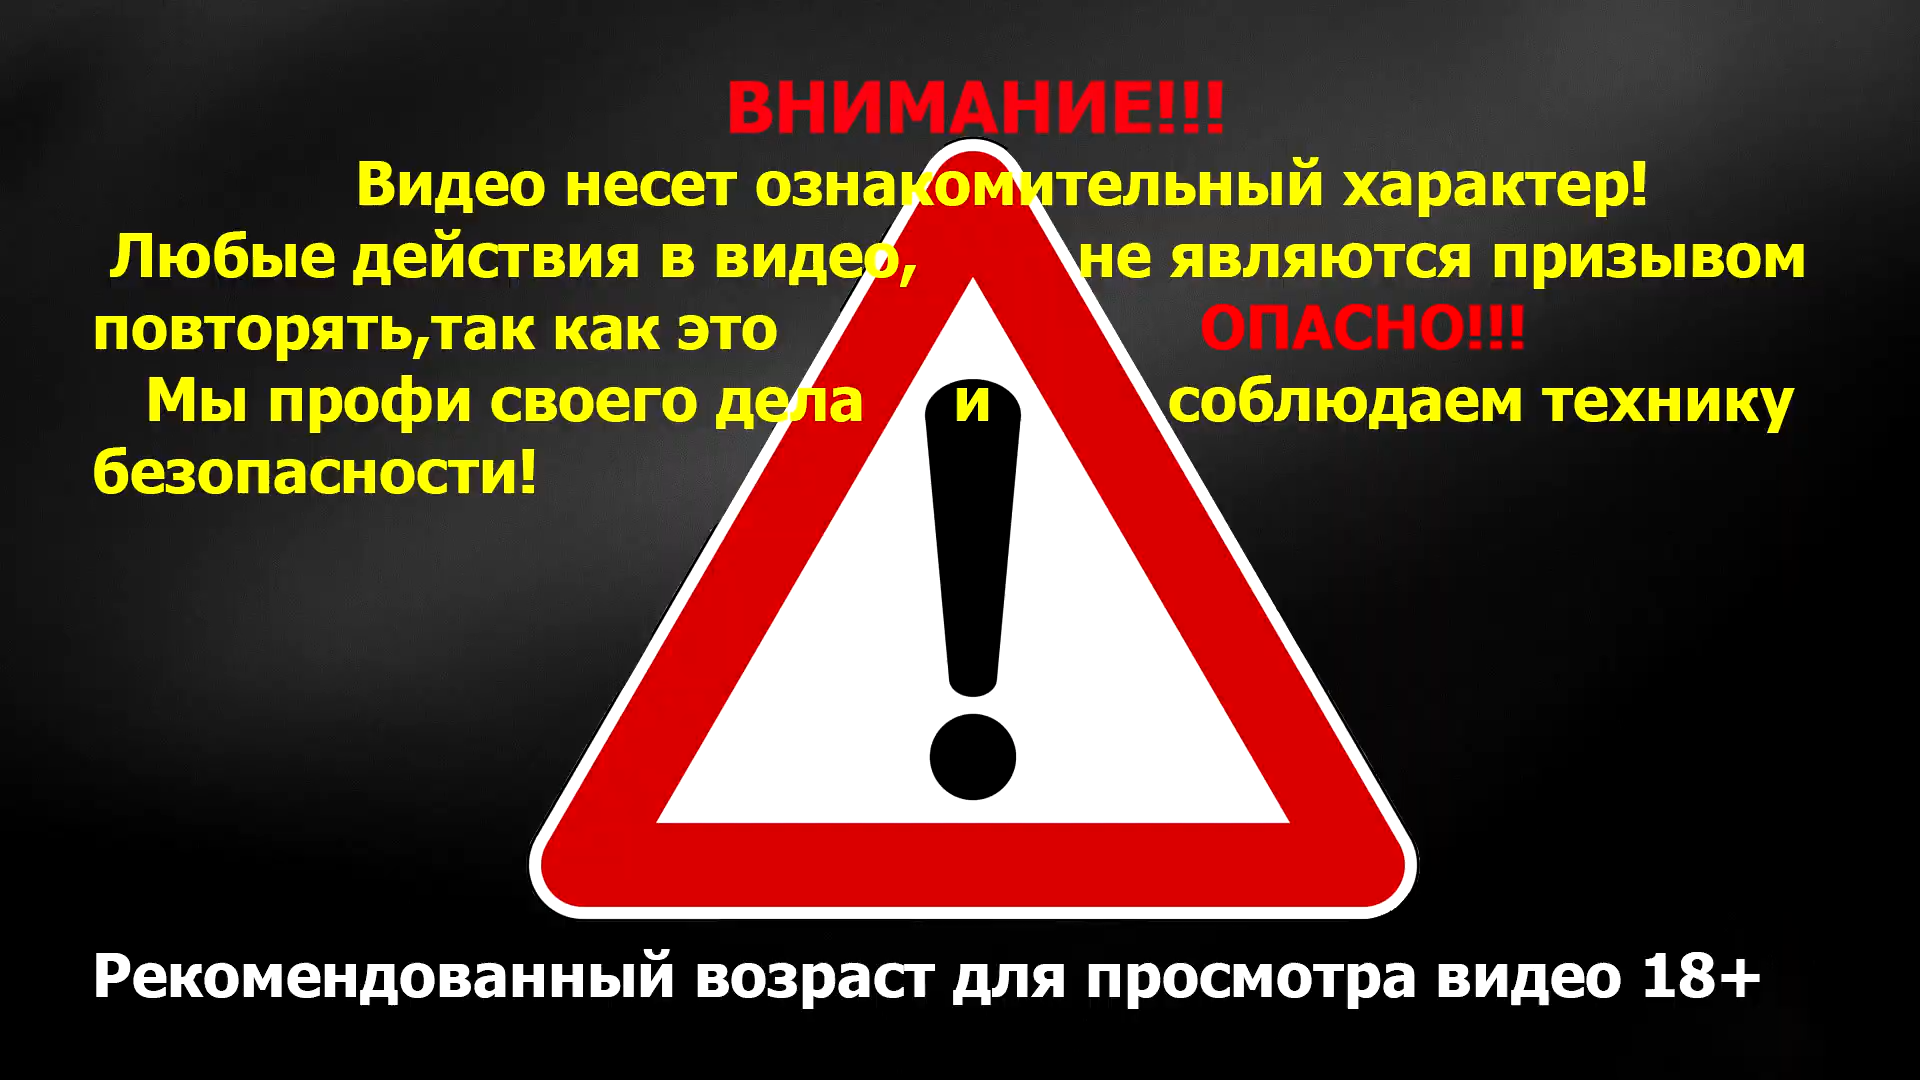 ВНИМАНИЕ!!!
Видео несет ознакомительный характер!
Любые действия в видео, не являются призывом
повторять,так как это ОПАСНО!!!
Мы профи своего дела и соблюдаем технику
безопасности!
Рекомендованный возраст для просмотра видео 18+